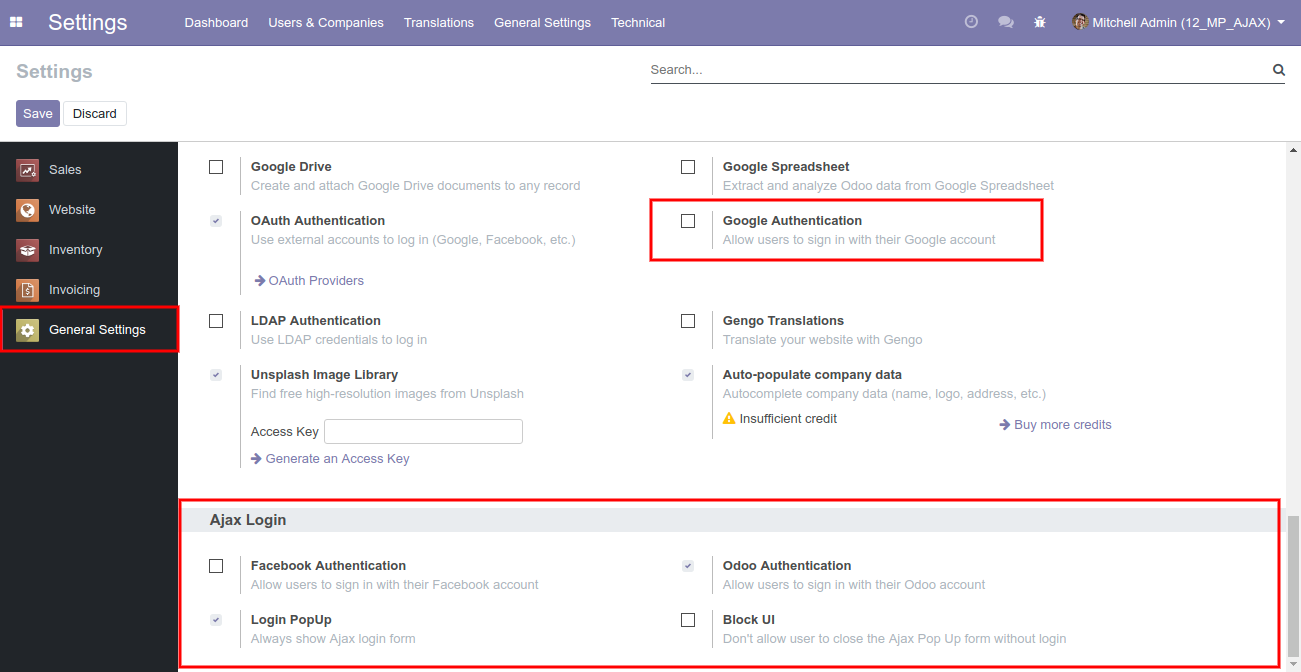 Settings
Dashboard Users & Companies Translations General Settings Technical
Mitchell Admin (12_MP_AJAX)
Settings
Search...
Save Discard
Sales
Website
Inventory
Invoicing
General Settings
Google Drive
Create and attach Google Drive documents to any record
Google Spreadsheet
Extract and analyze Odoo data from Google Spreadsheet
OAuth Authentication
Use external accounts to log in (Google, Facebook, etc.)
OAuth Providers
Google Authentication
Allow users to sign in with their Google account
LDAP Authentication
Use LDAP credentials to log in
Gengo Translations
Translate your website with Gengo
Unsplash Image Library
Find free high-resolution images from Unsplash
Access Key
Generate an Access Key
Auto-populate company data
Autocomplete company data (name, logo, address, etc.)
Insufficient credit
Buy more credits
Ajax Login
Facebook Authentication
Allow users to sign in with their Facebook account
Odoo Authentication
Allow users to sign in with their Odoo account
Login PopUp
Always show Ajax login form
Block UI
Don't allow user to close the Ajax Pop Up form without login